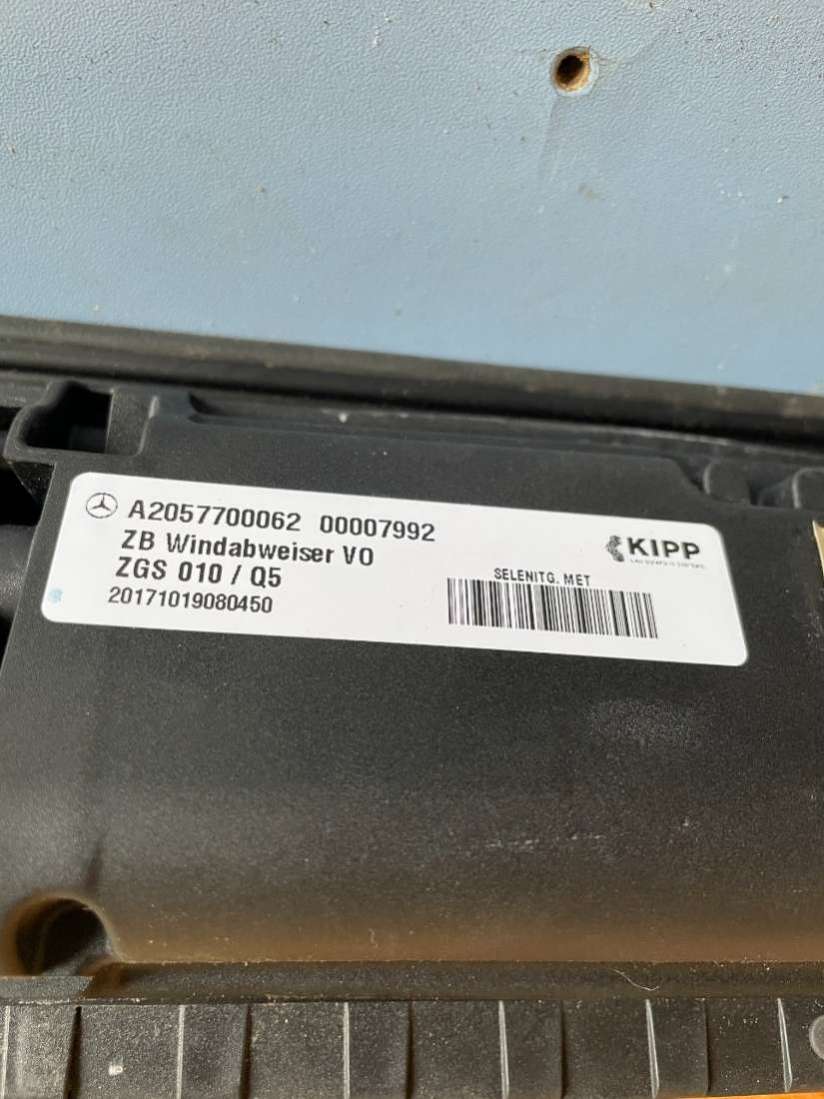 A2057700062 00007992
ZB Windabweiser VO
ZGS 010 / Q5
20171019080450
KIPP
SELENITG. MET